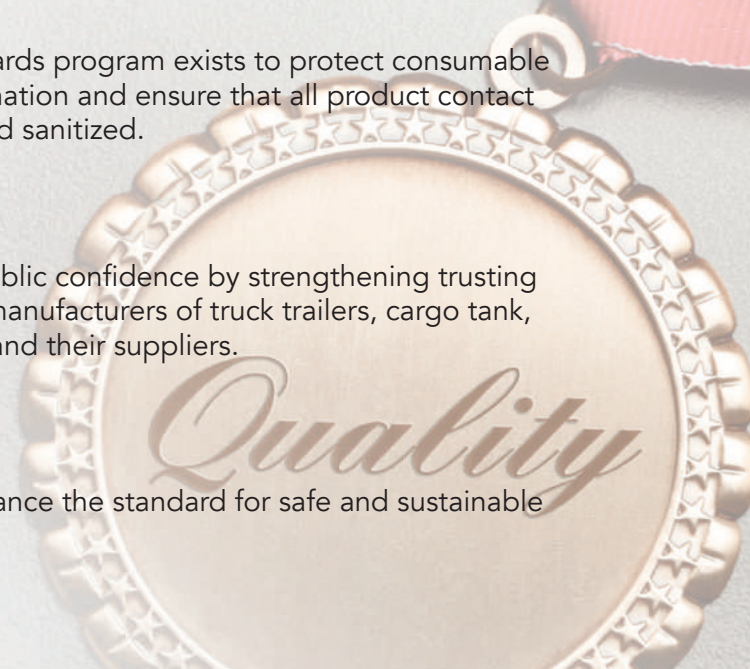 ards program exists to protect consumable
nation and ensure that all product contact
d sanitized.
blic confidence by strengthening trusting
nanufacturers of truck trailers, cargo tank,
and their suppliers.
Quality
ance the standard for safe and sustainable